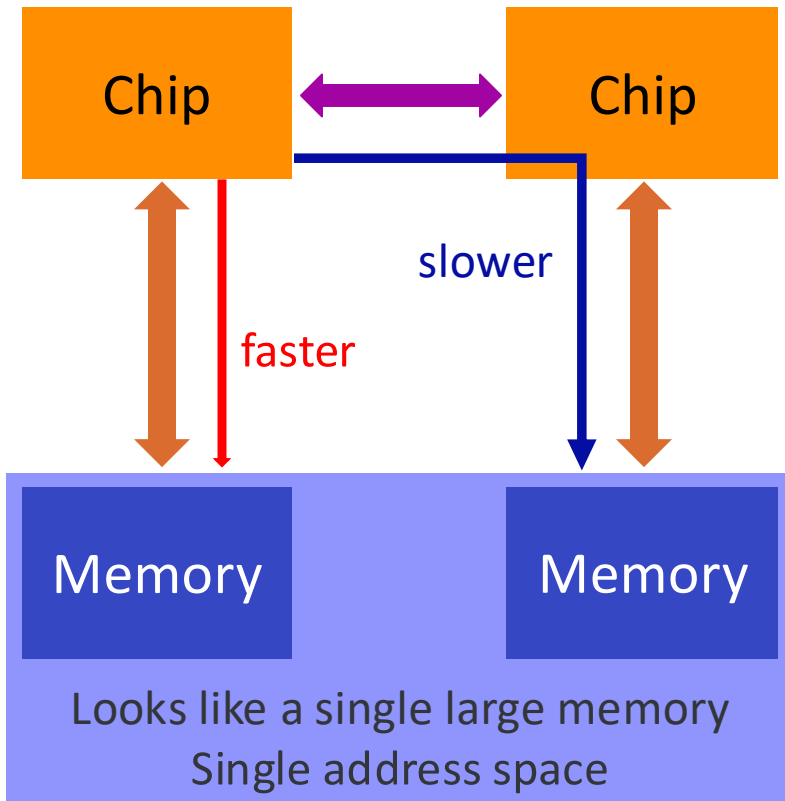 Chip
Chip
slower
faster
Memory
Memory
Looks like a single large memory
Single address space